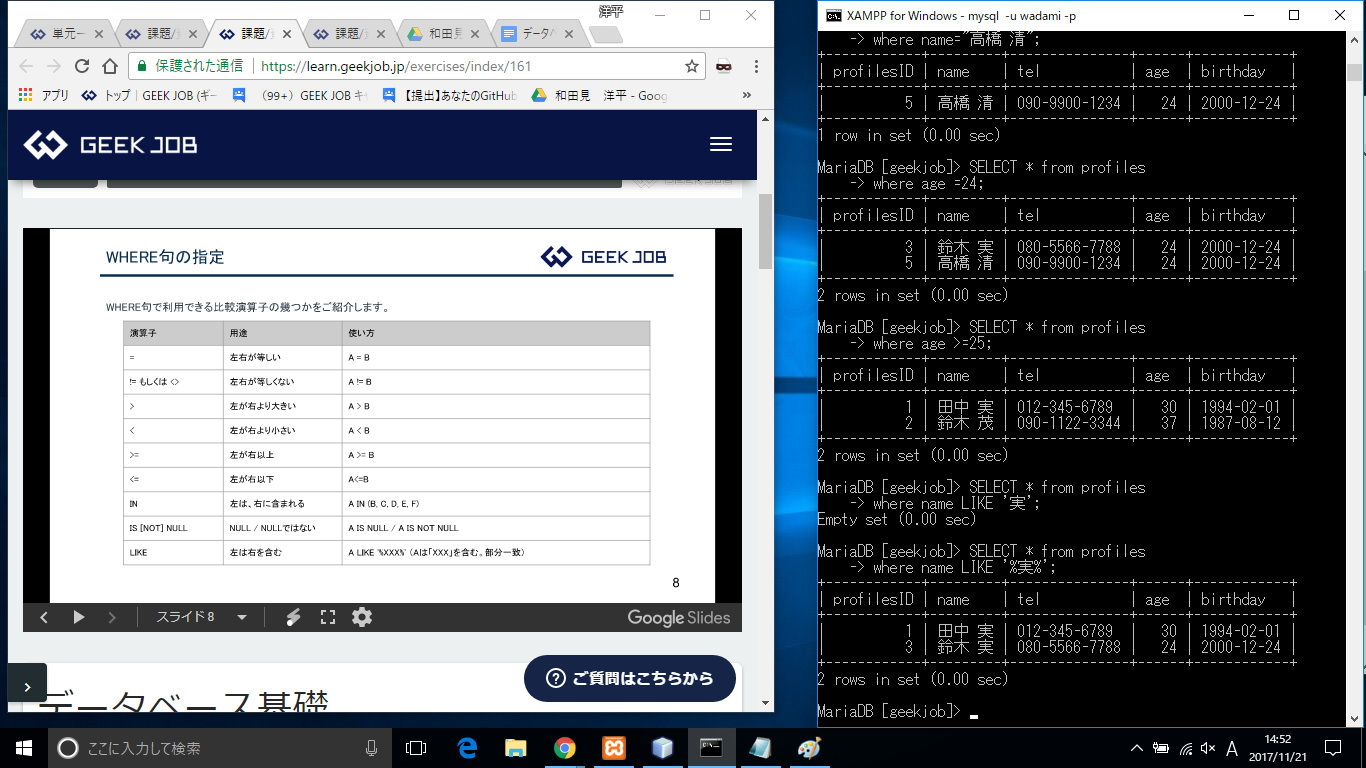 洋平
単元一
課題/
課題/
課題/
和田見
データベ
保護された通信
https://learn.geekjob.jp/exercises/index/161
アプリ
トップ | GEEK JOB (ギー
(99+) GEEK JOB キャ
【提出】あなたのGitHub
和田見 洋平 - Goog
»
GEEK JOB
WHERE句の指定
GEEK JOB
WHERE句で利用できる比較演算子の幾つかをご紹介します。
演算子 用途 使い方
= 左右が等しい A = B
!= もしくは <> 左右が等しくない A != B
> 左が右より大きい A > B
< 左が右より小さい A < B
>= 左が右以上 A >= B
<= 左が右以下 A<=B
IN 左は、右に含まれる A IN (B, C, D, E, F)
IS [NOT] NULL NULL / NULLではない A IS NULL / A IS NOT NULL
LIKE 左は右を含む A LIKE '%XXX%' (Aは「XXX」を含む。部分一致)
8
スライド 8
Google Slides
データベース基礎
ご質問はこちらから
XAMPP for Windows - mysql -u wadami -p
-> where name="高橋 清";
| profilesID | name | tel | age | birthday |
| 5 | 高橋 清 | 090-9900-1234 | 24 | 2000-12-24 |
1 row in set (0.00 sec)
MariaDB [geekjob]> SELECT * from profiles
-> where age =24;
| profilesID | name | tel | age | birthday |
| 3 | 鈴木 実 | 080-5566-7788 | 24 | 2000-12-24 |
| 5 | 高橋 清 | 090-9900-1234 | 24 | 2000-12-24 |
2 rows in set (0.00 sec)
MariaDB [geekjob]> SELECT * from profiles
-> where age >=25;
| profilesID | name | tel | age | birthday |
| 1 | 田中 実 | 012-345-6789 | 30 | 1994-02-01 |
| 2 | 鈴木 茂 | 090-1122-3344 | 37 | 1987-08-12 |
2 rows in set (0.00 sec)
MariaDB [geekjob]> SELECT * from profiles
-> where name LIKE '実';
Empty set (0.00 sec)
MariaDB [geekjob]> SELECT * from profiles
-> where name LIKE '%実%';
| profilesID | name | tel | age | birthday |
| 1 | 田中 実 | 012-345-6789 | 30 | 1994-02-01 |
| 3 | 鈴木 実 | 080-5566-7788 | 24 | 2000-12-24 |
2 rows in set (0.00 sec)
MariaDB [geekjob]> _
ここに入力して検索
A
14:52
2017/11/21